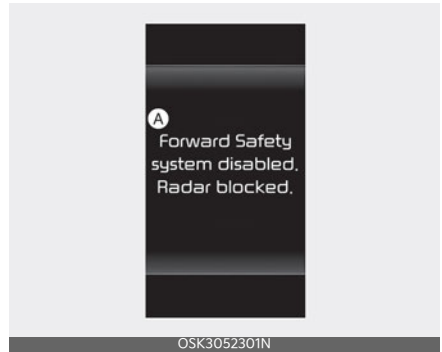 A
Forward Safety
system disabled.
Radar blocked.
OSK3052301N